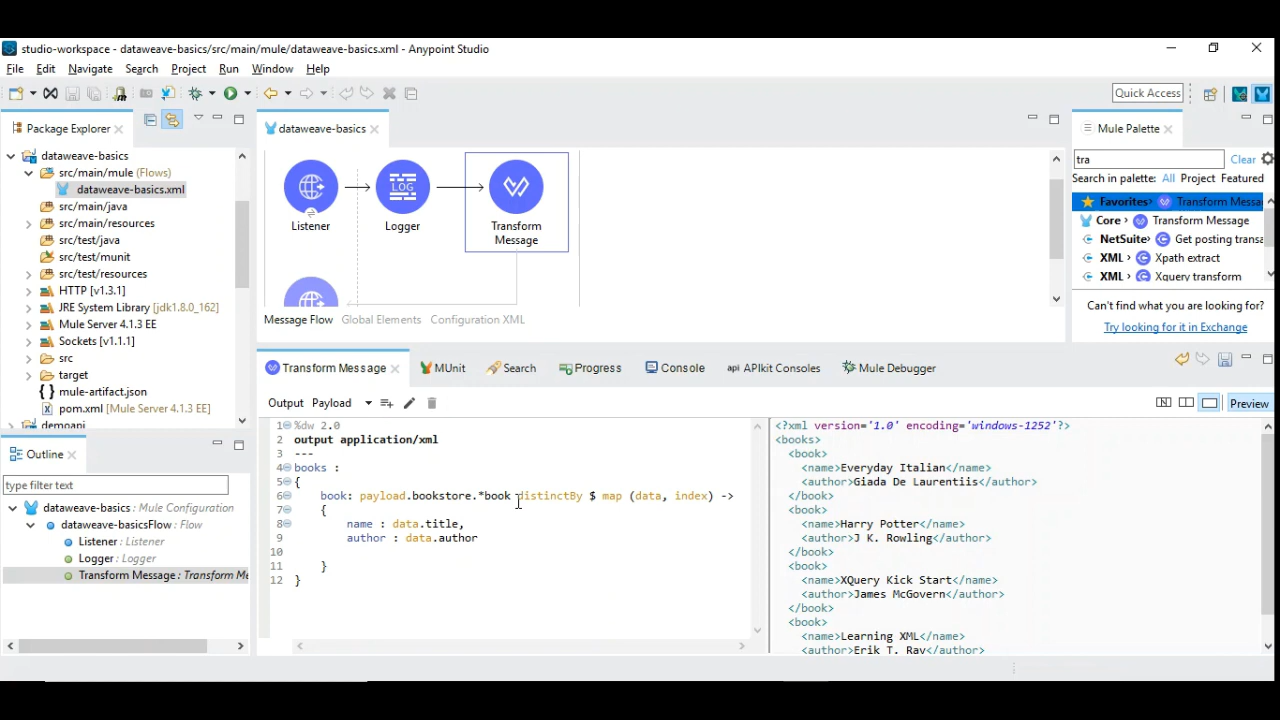 studio-workspace - dataweave-basics/src/main/mule/dataweave-basics.xml - Anypoint Studio
File Edit Navigate Search Project Run Window Help
Quick Access
Package Explorer
dataweave-basics
src/main/mule (Flows)
dataweave-basics.xml
src/main/java
src/main/resources
src/test/java
src/test/munit
src/test/resources
HTTP [v1.3.1]
JRE System Library [jdk1.8.0_162]
Mule Server 4.1.3 EE
Sockets [v1.1.1]
src
target
mule-artifact.json
pom.xml [Mule Server 4.1.3 EE]
demoapi
Outline
type filter text
dataweave-basics : Mule Configuration
dataweave-basicsFlow : Flow
Listener : Listener
Logger : Logger
Transform Message : Transform Me
dataweave-basics
LOG
Listener
Logger
Transform
Message
Message Flow Global Elements Configuration XML
Mule Palette
tra
Clear
Search in palette: All Project Featured
Favorites> Transform Messa
Core > Transform Message
NetSuite> Get posting transa
XML > Xpath extract
XML > Xquery transform
Can't find what you are looking for?
Try looking for it in Exchange
Transform Message MUnit Search Progress Console api APIkit Consoles Mule Debugger
Output Payload
Preview
1 %dw 2.0
2 output application/xml
3 ---
4 books :
5 {
6 book: payload.bookstore.*book distinctBy $ map (data, index) ->
7 {
8 name : data.title,
9 author : data.author
10
11 }
12 }
<?xml version='1.0' encoding='windows-1252'?>
<books>
<book>
<name>Everyday Italian</name>
<author>Giada De Laurentiis</author>
</book>
<book>
<name>Harry Potter</name>
<author>J K. Rowling</author>
</book>
<book>
<name>XQuery Kick Start</name>
<author>James McGovern</author>
</book>
<book>
<name>Learning XML</name>
<author>Erik T. Ray</author>